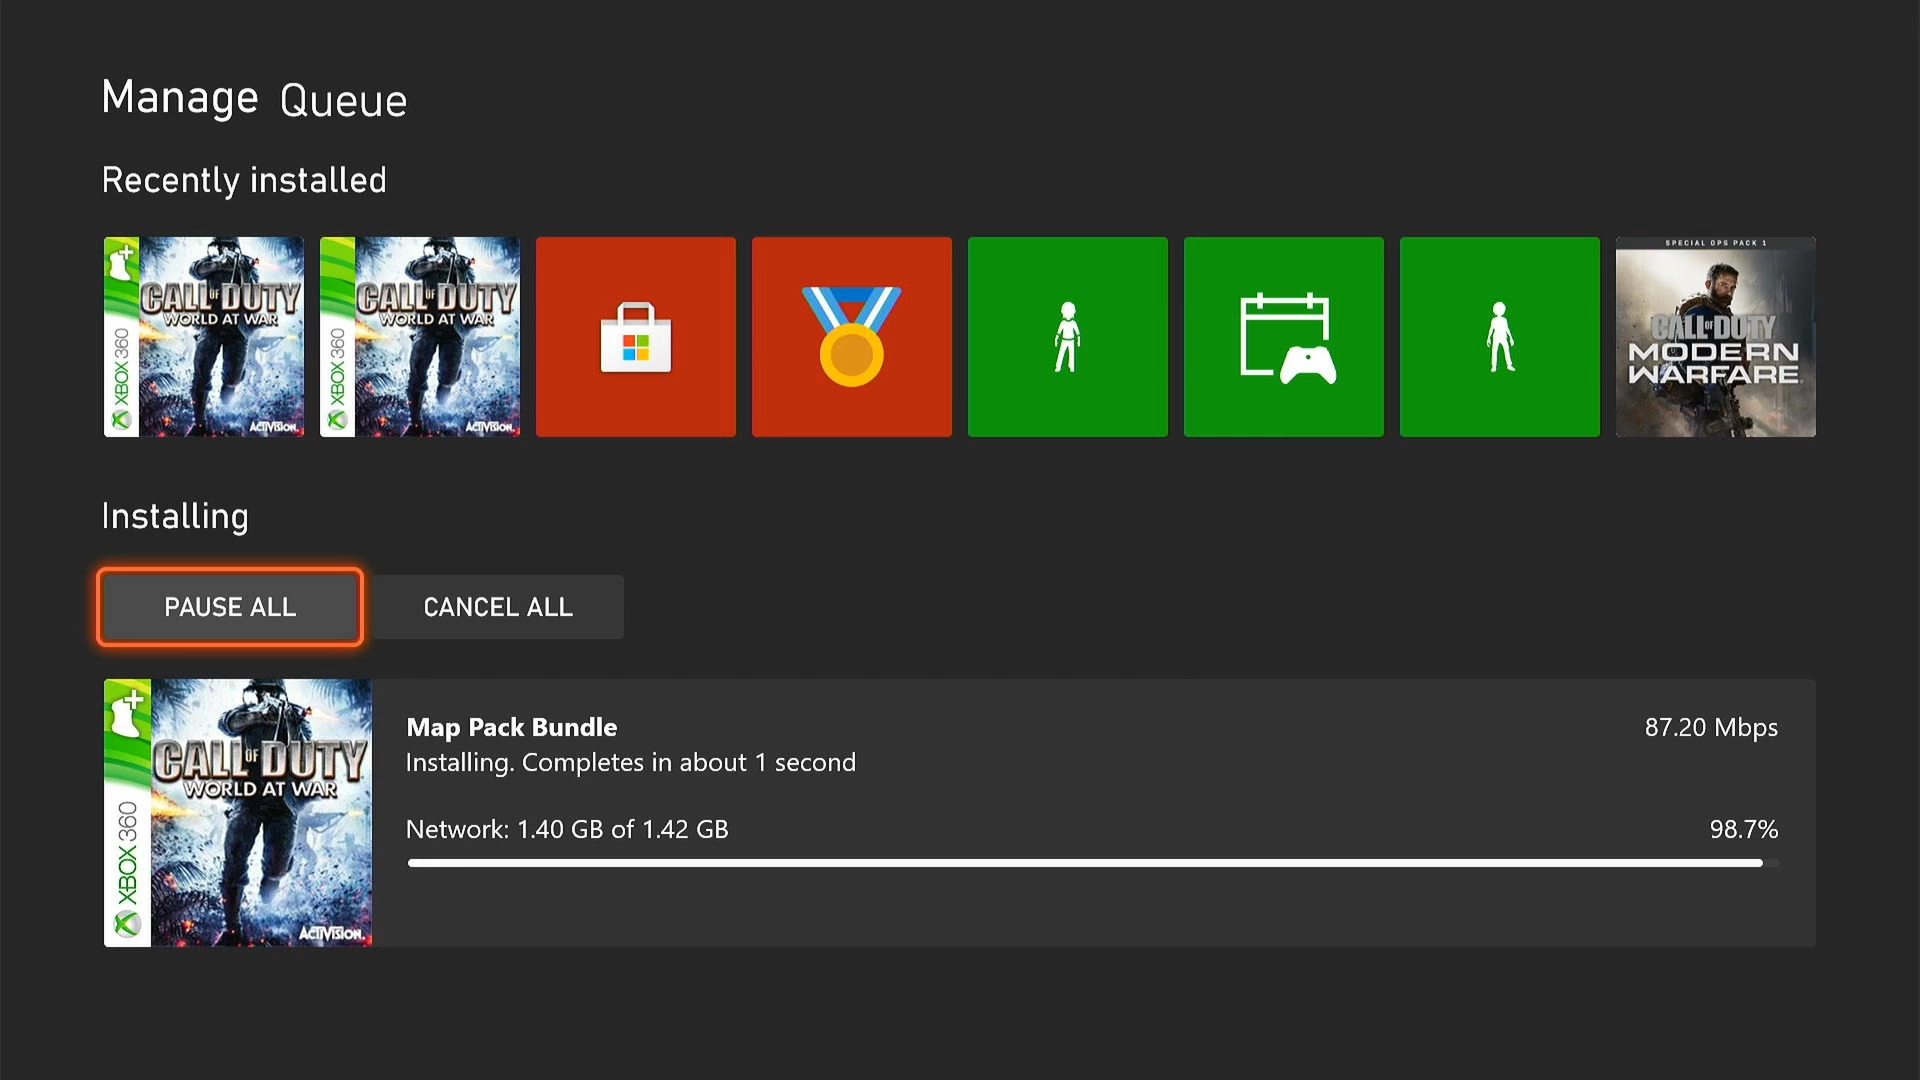 Manage Queue
Recently installed
XBOX 360
CALL OF DUTY
WORLD AT WAR
ACTIVISION.
XBOX 360
CALL OF DUTY
WORLD AT WAR
ACTIVISION.
SPECIAL OPS PACK 1
CALL OF DUTY
MODERN
WARFARE
Installing
PAUSE ALL
CANCEL ALL
XBOX 360
CALL OF DUTY
WORLD AT WAR
ACTIVISION.
Map Pack Bundle
87.20 Mbps
Installing. Completes in about 1 second
Network: 1.40 GB of 1.42 GB
98.7%